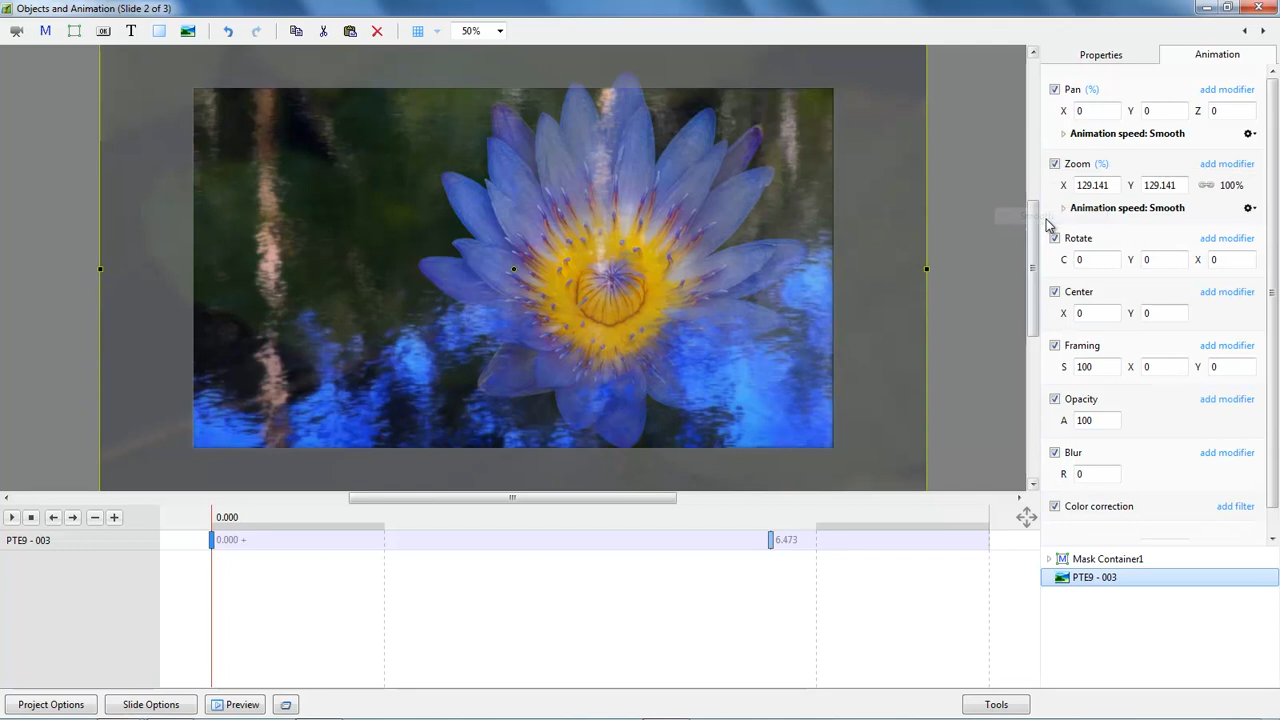 Objects and Animation (Slide 2 of 3)
M OK T 50%
Properties Animation
Pan (%) add modifier
X 0 Y 0 Z 0
Animation speed: Smooth
Zoom (%) add modifier
X 129.141 Y 129.141 100%
Animation speed: Smooth
Rotate add modifier
C 0 Y 0 X 0
Center add modifier
X 0 Y 0
Framing add modifier
S 100 X 0 Y 0
Opacity add modifier
A 100
Blur add modifier
R 0
Color correction add filter
0.000
PTE9 - 003 0.000 + 6.473
M Mask Container1
PTE9 - 003
Project Options Slide Options Preview Tools